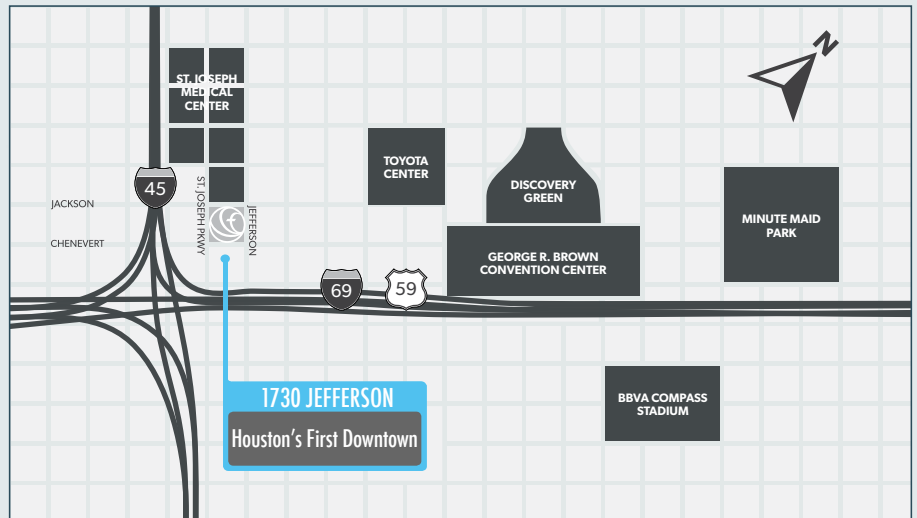 N
ST. JOSEPH
MEDICAL
CENTER
TOYOTA
CENTER
DISCOVERY
GREEN
45
JACKSON
ST. JOSEPH PKWY
JEFFERSON
MINUTE MAID
PARK
CHENEVERT
GEORGE R. BROWN
CONVENTION CENTER
69
59
1730 JEFFERSON
Houston's First Downtown
BBVA COMPASS
STADIUM